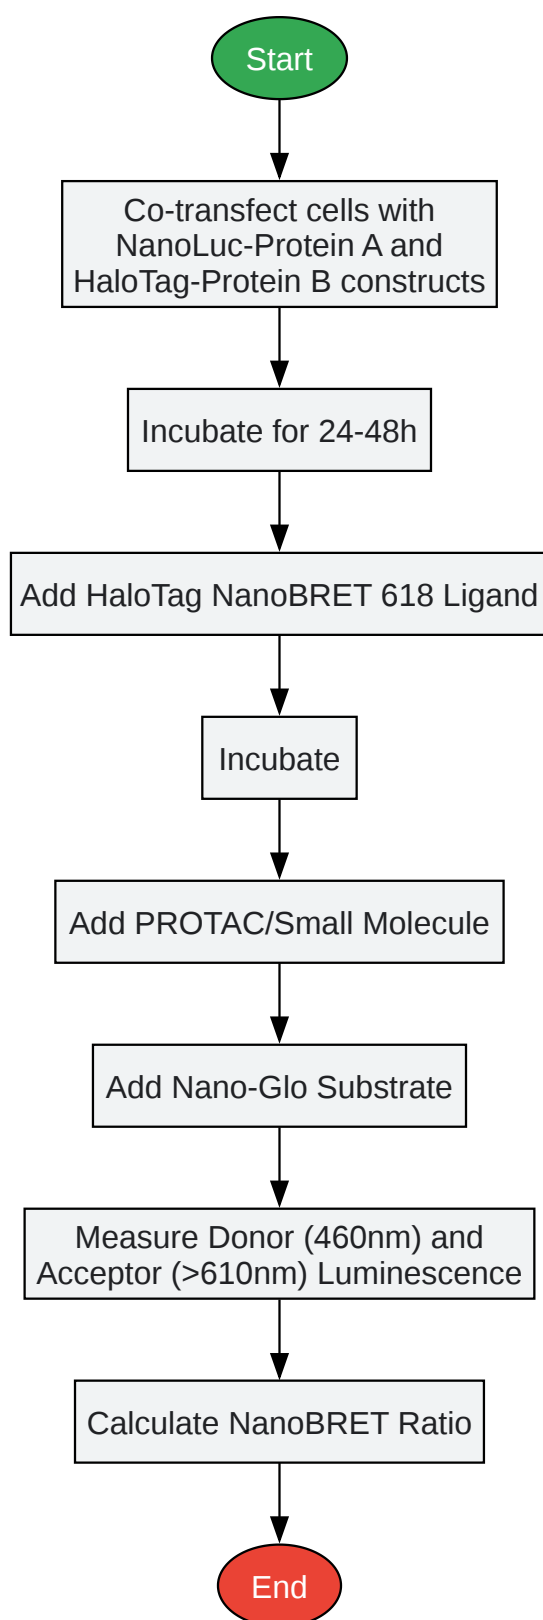 Start
Co-transfect cells with
NanoLuc-Protein A and
HaloTag-Protein B constructs
Incubate for 24-48h
Add HaloTag NanoBRET 618 Ligand
Incubate
Add PROTAC/Small Molecule
Add Nano-Glo Substrate
Measure Donor (460nm) and
Acceptor (>610nm) Luminescence
Calculate NanoBRET Ratio
End